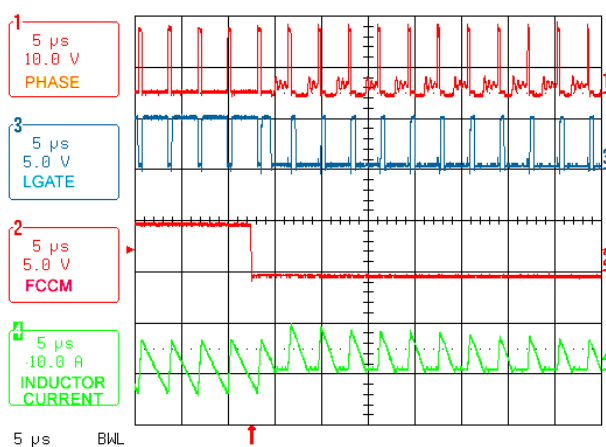 1
5 µs
10.0 V
PHASE
3
5 µs
5.0 V
LGATE
2
5 µs
5.0 V
FCCM
4
5 µs
10.0 A
INDUCTOR
CURRENT
5 µs BWL